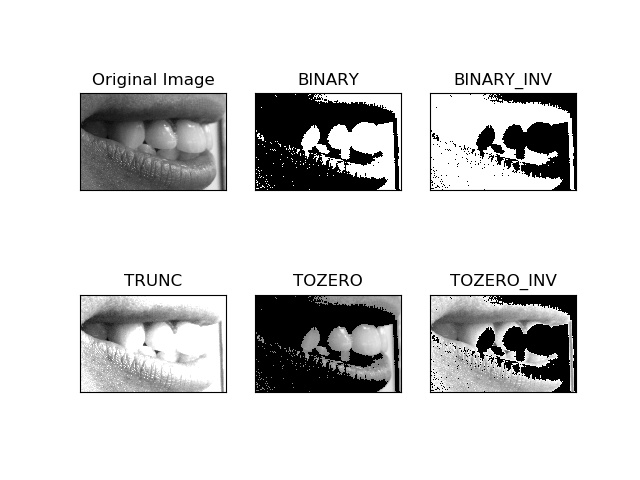 Original Image
BINARY
BINARY_INV
TRUNC
TOZERO
TOZERO_INV